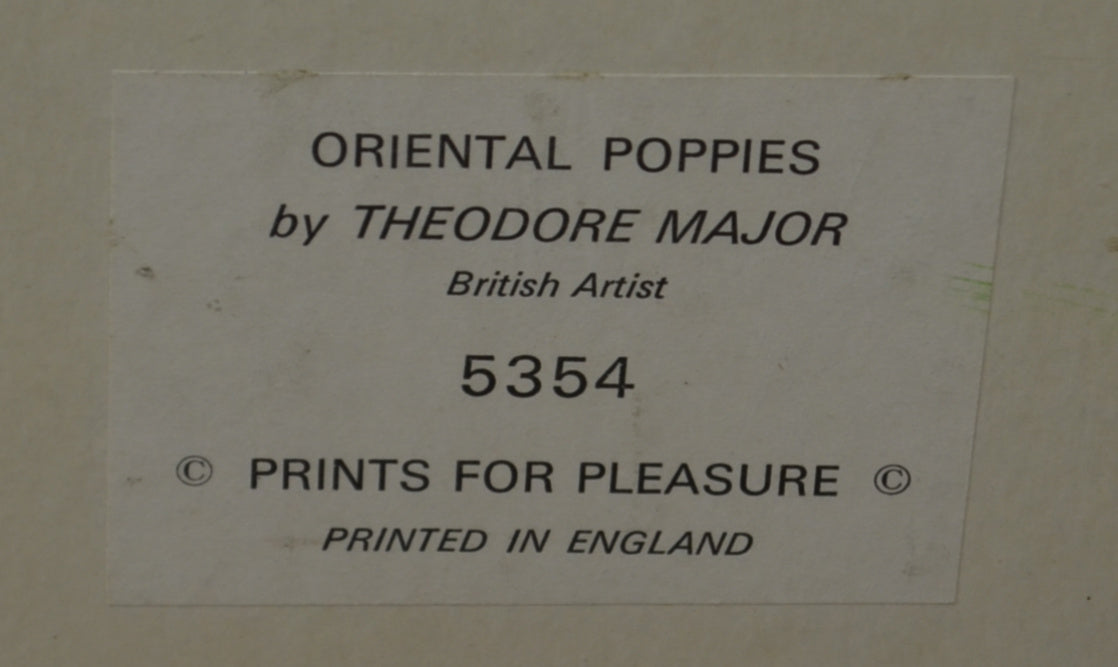 ORIENTAL POPPIES
by THEODORE MAJOR
British Artist
5354
© PRINTS FOR PLEASURE ©
PRINTED IN ENGLAND